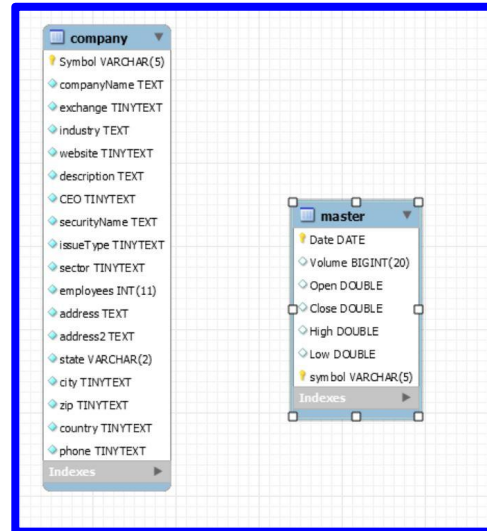 company
Symbol VARCHAR(5)
companyName TEXT
exchange TINYTEXT
industry TEXT
website TINYTEXT
description TEXT
CEO TINYTEXT
securityName TEXT
issueType TINYTEXT
sector TINYTEXT
employees INT(11)
address TEXT
address2 TEXT
state VARCHAR(2)
city TINYTEXT
zip TINYTEXT
country TINYTEXT
phone TINYTEXT
Indexes
master
Date DATE
Volume BIGINT(20)
Open DOUBLE
Close DOUBLE
High DOUBLE
Low DOUBLE
symbol VARCHAR(5)
Indexes